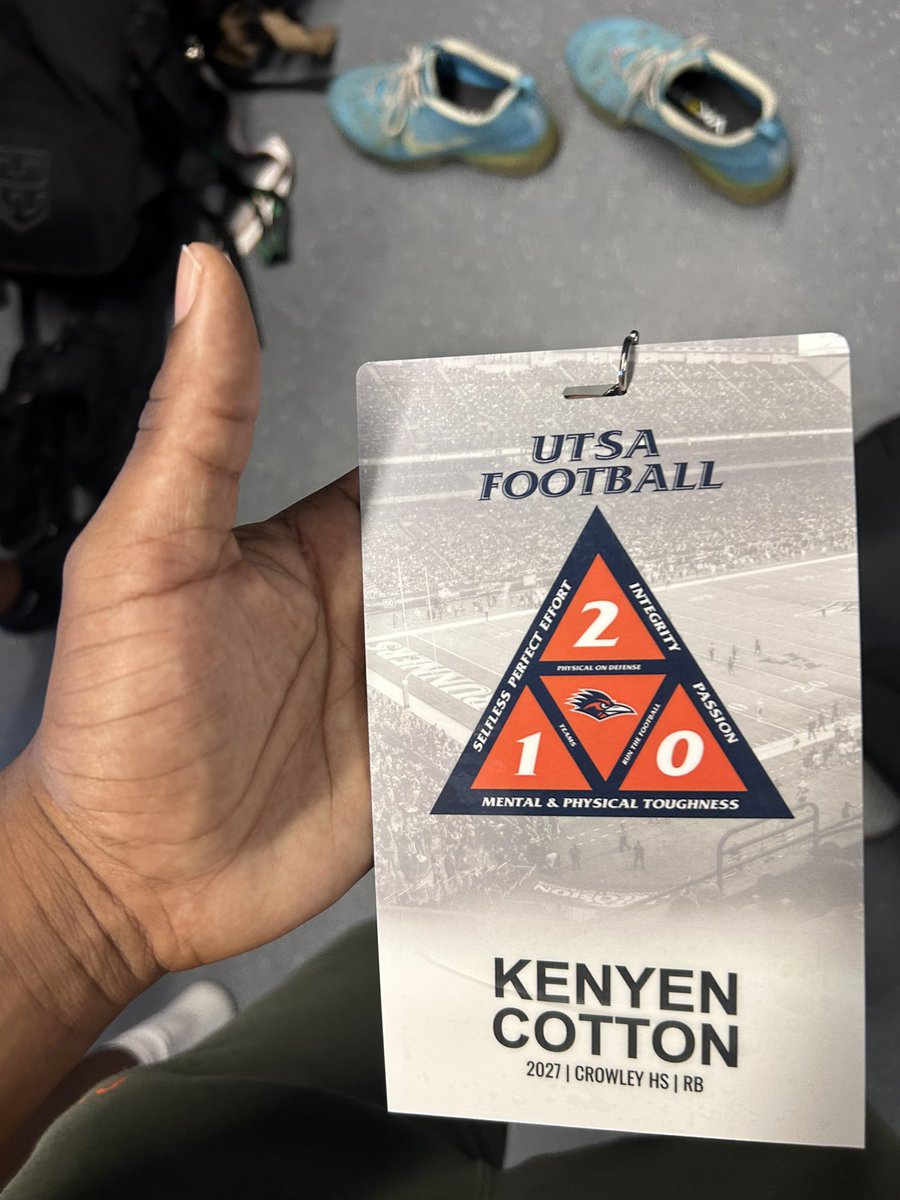 UTSA
FOOTBALL
SELFLESS PERFECT EFFORT
INTEGRITY
2
PHYSICAL ON DEFENSE
PASSION
TEAMS
RUN THE FOOTBALL
1
0
MENTAL & PHYSICAL TOUGHNESS
KENYEN
COTTON
2027 | CROWLEY HS | RB